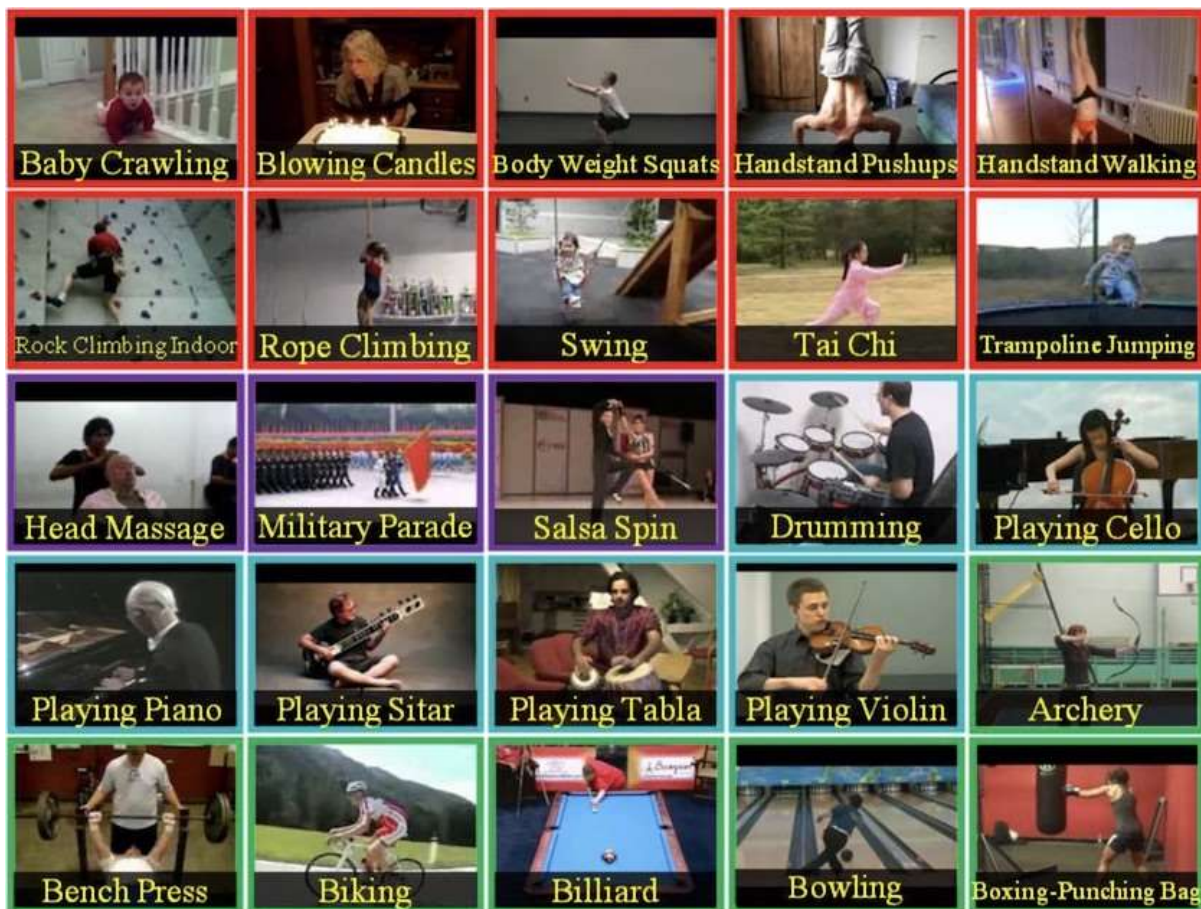 Baby Crawling
Blowing Candles
Body Weight Squats
Handstand Pushups
Handstand Walking
Rock Climbing Indoor
Rope Climbing
Swing
Tai Chi
Trampoline Jumping
Head Massage
Military Parade
Salsa Spin
Drumming
Playing Cello
Playing Piano
Playing Sitar
Playing Tabla
Playing Violin
Archery
Bench Press
Biking
Billiard
Bowling
Boxing-Punching Bag